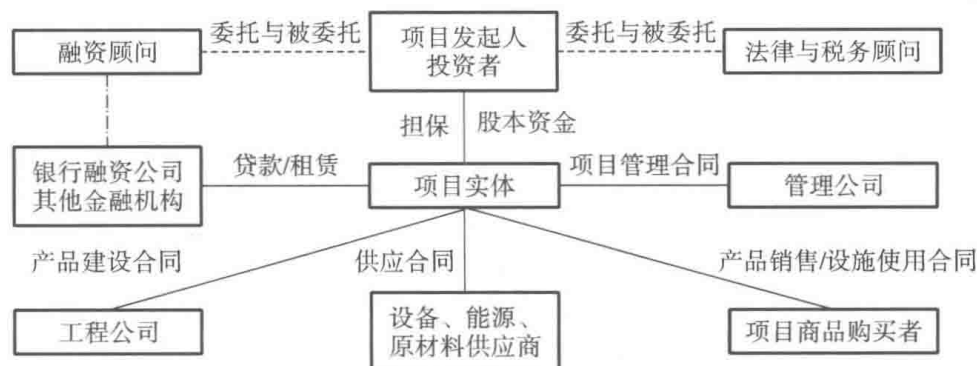 委托与被委托
委托与被委托
融资顾问
项目发起人
投资者
法律与税务顾问
担保
股本资金
银行融资公司
其他金融机构
贷款/租赁
项目实体
项目管理合同
管理公司
产品建设合同
供应合同
产品销售/设施使用合同
工程公司
设备、能源、
原材料供应商
项目商品购买者